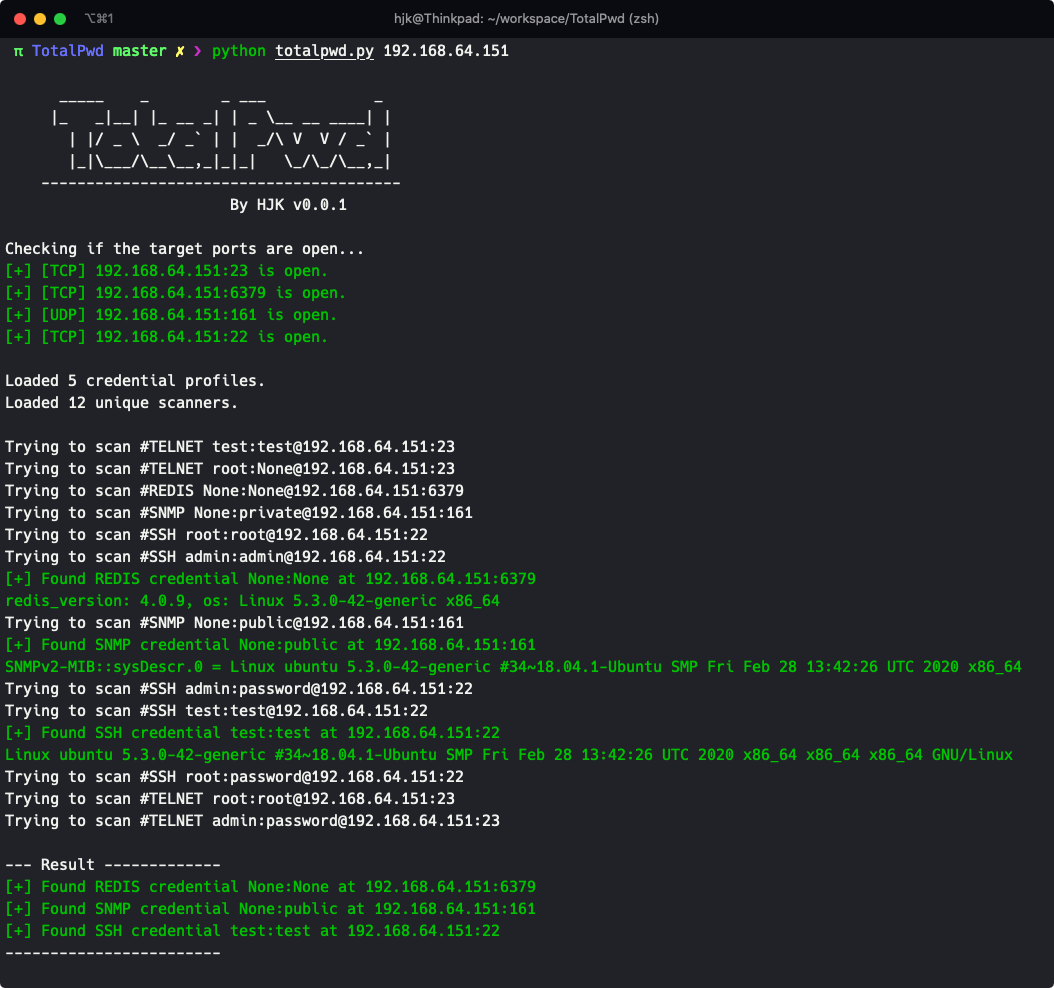 ⌥⌘1 hjk@Thinkpad: ~/workspace/TotalPwd (zsh)
π TotalPwd master ✗ ❯ python totalpwd.py 192.168.64.151
  _____    _        _ ___            _
 |_   _|__| |_ __ _| | _ \__ __ ____| |
   | |/ _ \  _/ _` | |  _/\ V  V / _` |
   |_|\___/\__\__,_|_|_|   \_/\_/\__,_|
----------------------------------------
By HJK v0.0.1
Checking if the target ports are open...
[+] [TCP] 192.168.64.151:23 is open.
[+] [TCP] 192.168.64.151:6379 is open.
[+] [UDP] 192.168.64.151:161 is open.
[+] [TCP] 192.168.64.151:22 is open.
Loaded 5 credential profiles.
Loaded 12 unique scanners.
Trying to scan #TELNET test:test@192.168.64.151:23
Trying to scan #TELNET root:None@192.168.64.151:23
Trying to scan #REDIS None:None@192.168.64.151:6379
Trying to scan #SNMP None:private@192.168.64.151:161
Trying to scan #SSH root:root@192.168.64.151:22
Trying to scan #SSH admin:admin@192.168.64.151:22
[+] Found REDIS credential None:None at 192.168.64.151:6379
redis_version: 4.0.9, os: Linux 5.3.0-42-generic x86_64
Trying to scan #SNMP None:public@192.168.64.151:161
[+] Found SNMP credential None:public at 192.168.64.151:161
SNMPv2-MIB::sysDescr.0 = Linux ubuntu 5.3.0-42-generic #34~18.04.1-Ubuntu SMP Fri Feb 28 13:42:26 UTC 2020 x86_64
Trying to scan #SSH admin:password@192.168.64.151:22
Trying to scan #SSH test:test@192.168.64.151:22
[+] Found SSH credential test:test at 192.168.64.151:22
Linux ubuntu 5.3.0-42-generic #34~18.04.1-Ubuntu SMP Fri Feb 28 13:42:26 UTC 2020 x86_64 x86_64 x86_64 GNU/Linux
Trying to scan #SSH root:password@192.168.64.151:22
Trying to scan #TELNET root:root@192.168.64.151:23
Trying to scan #TELNET admin:password@192.168.64.151:23
--- Result -------------
[+] Found REDIS credential None:None at 192.168.64.151:6379
[+] Found SNMP credential None:public at 192.168.64.151:161
[+] Found SSH credential test:test at 192.168.64.151:22
------------------------